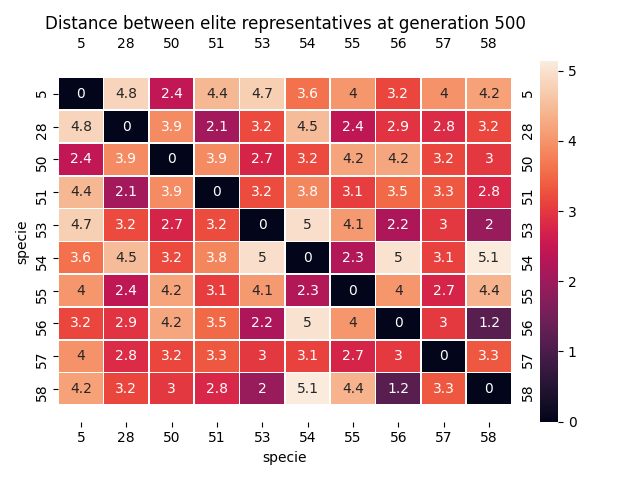 Distance between elite representatives at generation 500
5 28 50 51 53 54 55 56 57 58
5 0 4.8 2.4 4.4 4.7 3.6 4 3.2 4 4.2 5
28 4.8 0 3.9 2.1 3.2 4.5 2.4 2.9 2.8 3.2 28
50 2.4 3.9 0 3.9 2.7 3.2 4.2 4.2 3.2 3 50
51 4.4 2.1 3.9 0 3.2 3.8 3.1 3.5 3.3 2.8 51
53 4.7 3.2 2.7 3.2 0 5 4.1 2.2 3 2 53
54 3.6 4.5 3.2 3.8 5 0 2.3 5 3.1 5.1 54
55 4 2.4 4.2 3.1 4.1 2.3 0 4 2.7 4.4 55
56 3.2 2.9 4.2 3.5 2.2 5 4 0 3 1.2 56
57 4 2.8 3.2 3.3 3 3.1 2.7 3 0 3.3 57
58 4.2 3.2 3 2.8 2 5.1 4.4 1.2 3.3 0 58
5 28 50 51 53 54 55 56 57 58
specie
specie
5
4
3
2
1
0